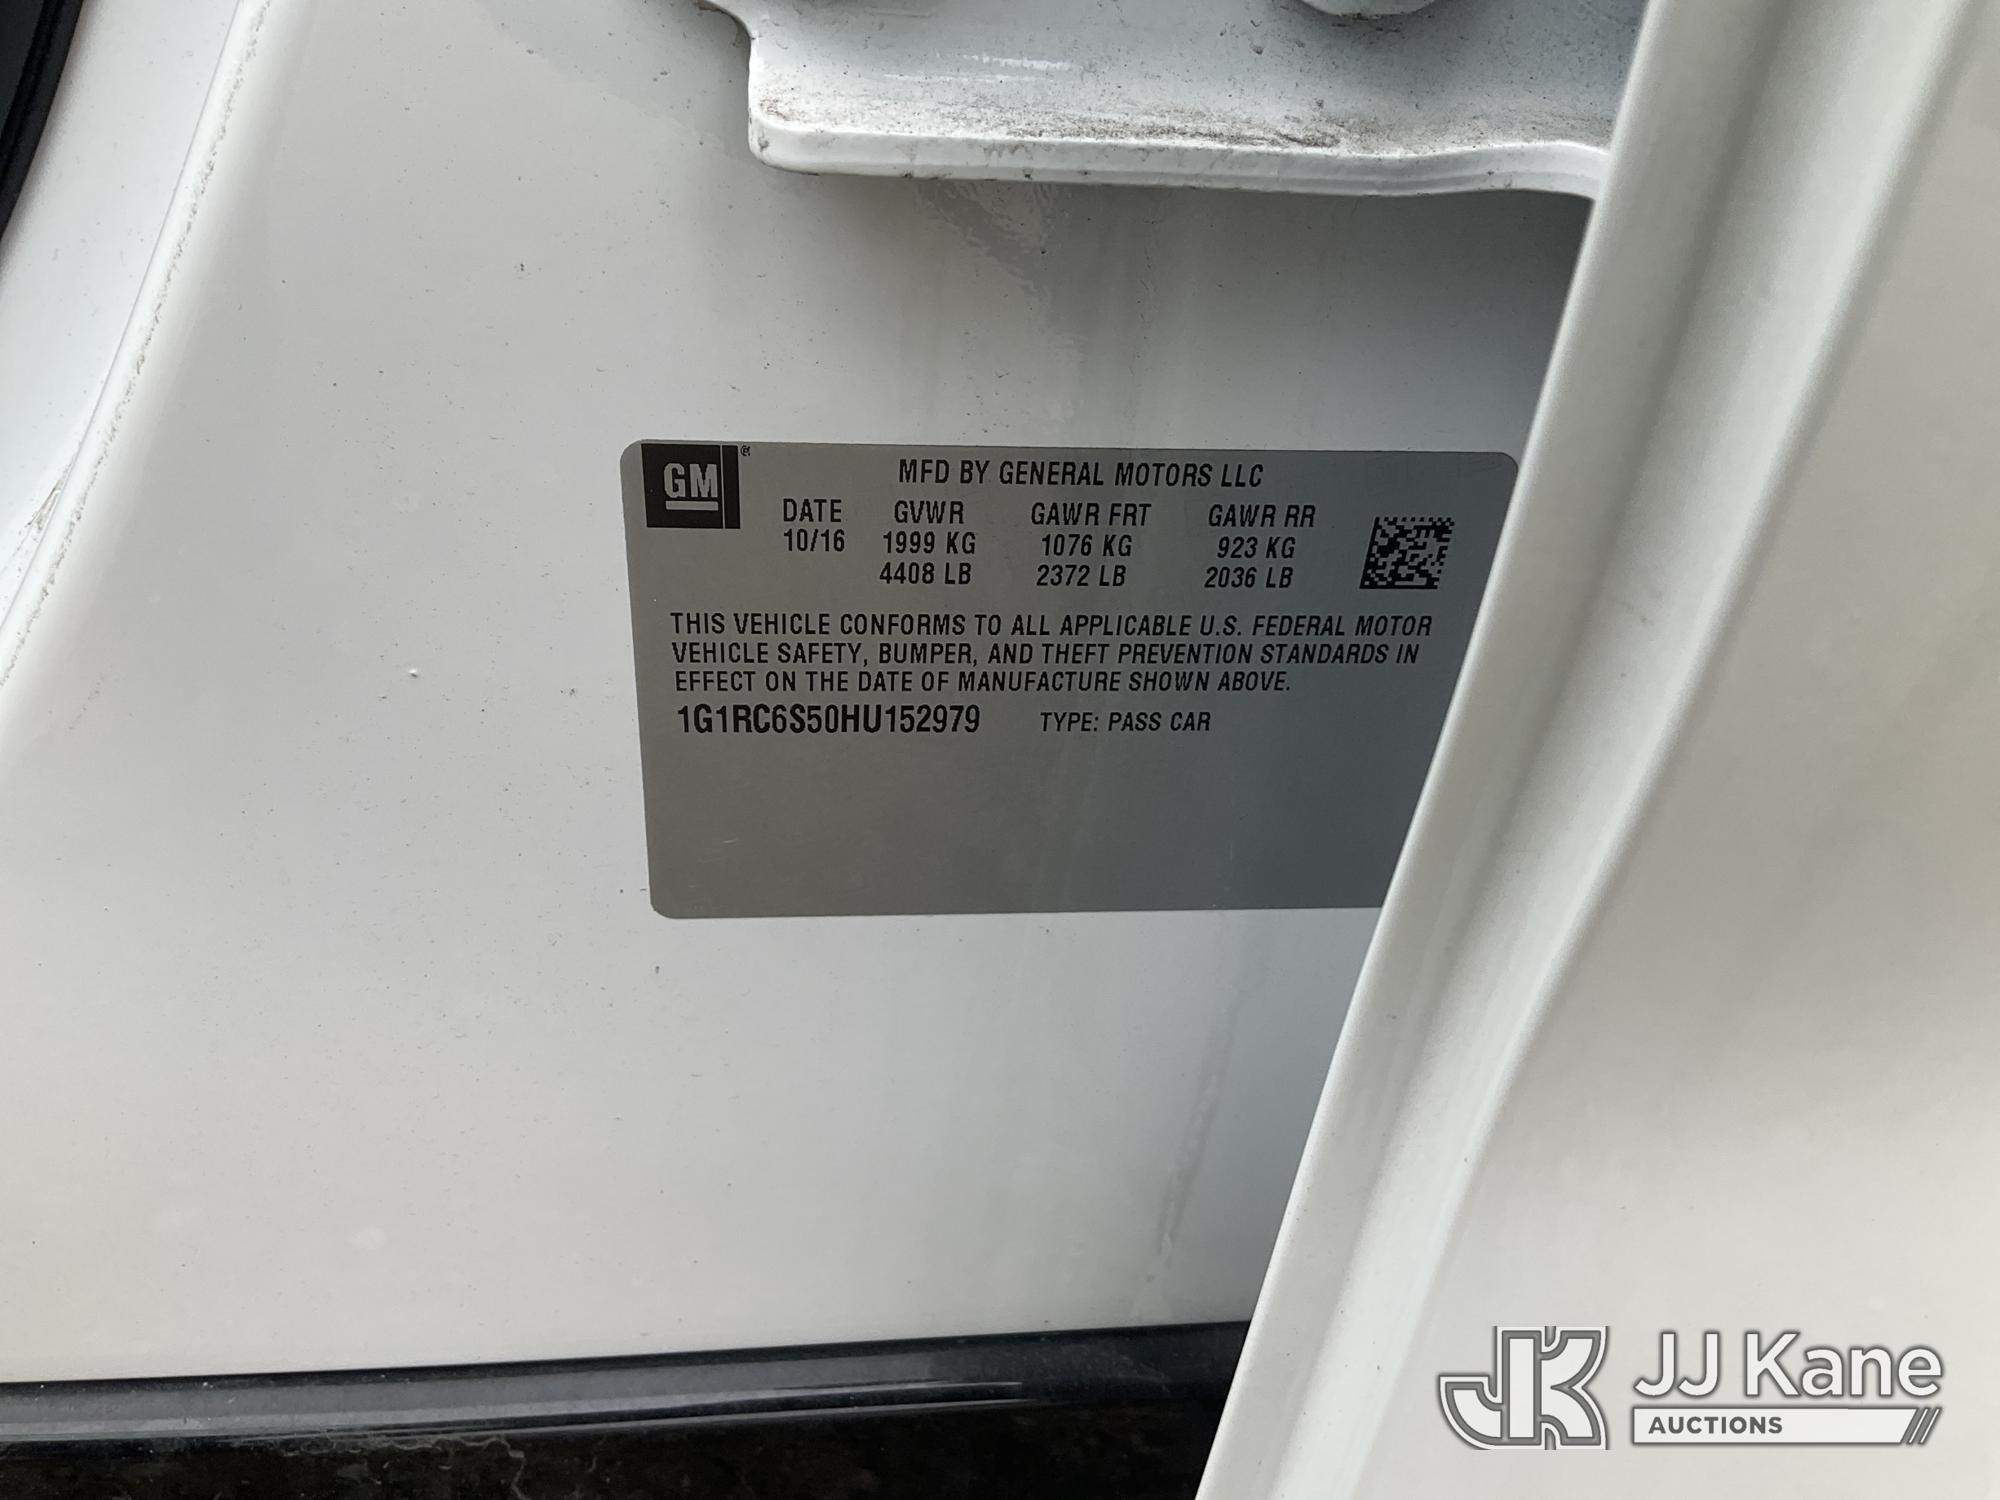 GM®
MFD BY GENERAL MOTORS LLC
DATE GVWR GAWR FRT GAWR RR
10/16 1999 KG 1076 KG 923 KG
4408 LB 2372 LB 2036 LB
THIS VEHICLE CONFORMS TO ALL APPLICABLE U.S. FEDERAL MOTOR
VEHICLE SAFETY, BUMPER, AND THEFT PREVENTION STANDARDS IN
EFFECT ON THE DATE OF MANUFACTURE SHOWN ABOVE.
1G1RC6S50HU152979 TYPE: PASS CAR
JK JJ Kane
AUCTIONS